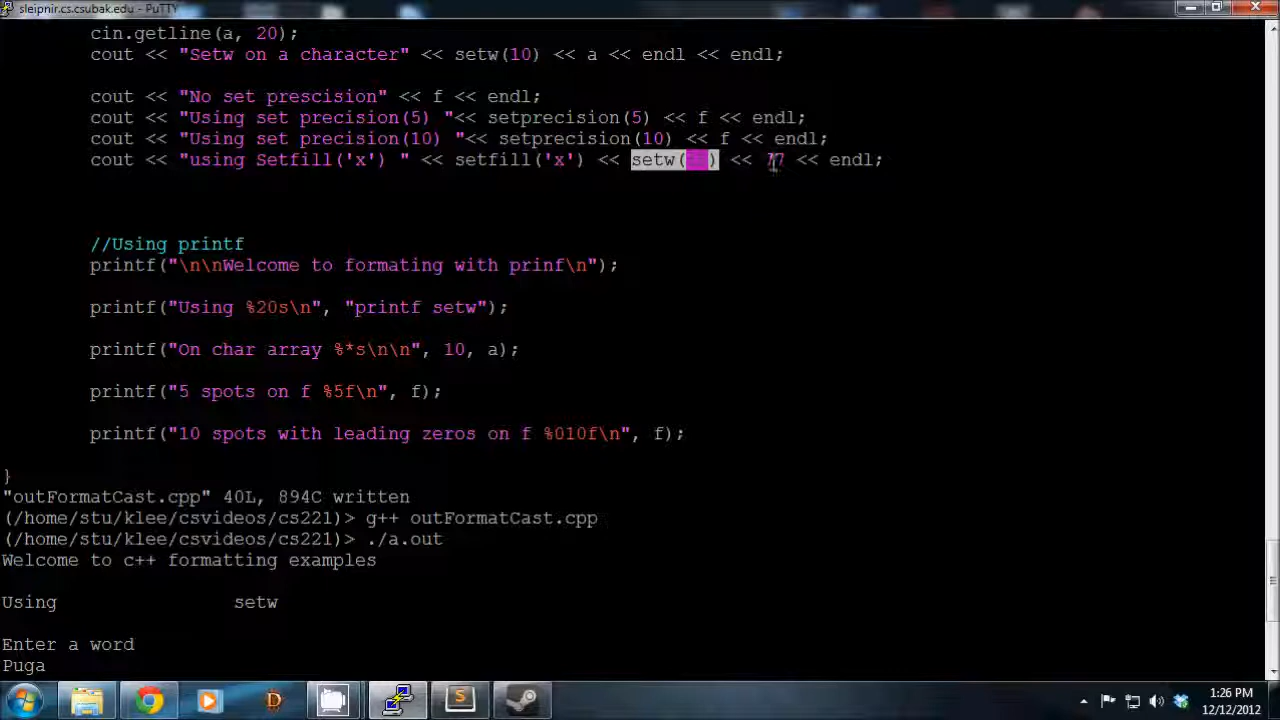 sleipnir.cs.csubak.edu - PuTTY
cin.getline(a, 20);
cout << "Setw on a character" << setw(10) << a << endl << endl;
cout << "No set prescision" << f << endl;
cout << "Using set precision(5) "<< setprecision(5) << f << endl;
cout << "Using set precision(10) "<< setprecision(10) << f << endl;
cout << "using Setfill('x') " << setfill('x') << setw( ) << << endl;
//Using printf
printf("\n\nWelcome to formating with prinf\n");
printf("Using %20s\n", "printf setw");
printf("On char array %*s\n\n", 10, a);
printf("5 spots on f %5f\n", f);
printf("10 spots with leading zeros on f %010f\n", f);
}
"outFormatCast.cpp" 40L, 894C written
(/home/stu/klee/csvideos/cs221)> g++ outFormatCast.cpp
(/home/stu/klee/csvideos/cs221)> ./a.out
Welcome to c++ formatting examples
Using setw
Enter a word
Puga
1:26 PM
12/12/2012